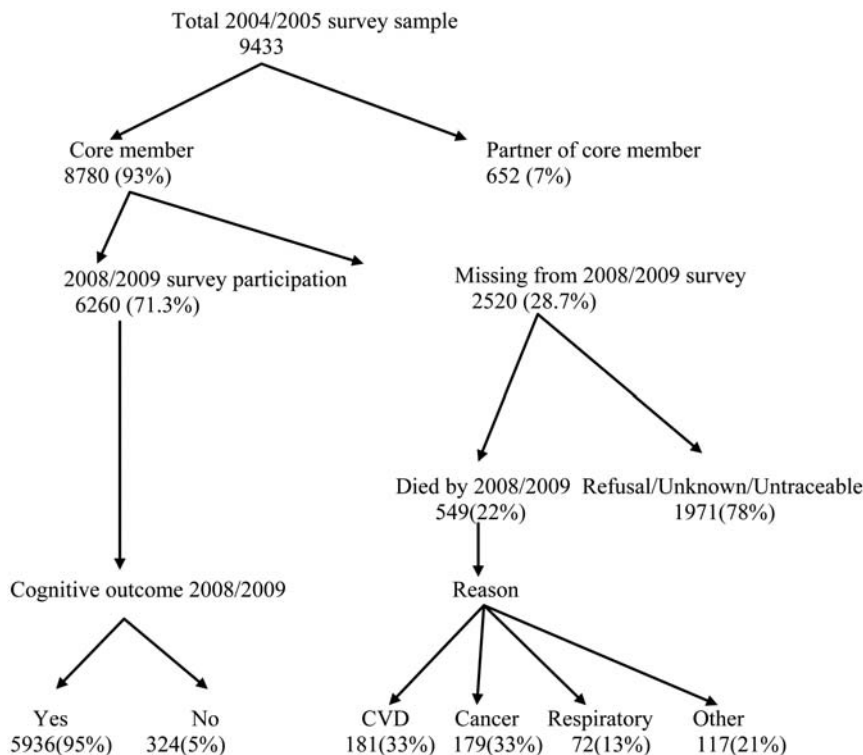 Total 2004/2005 survey sample
9433
Core member
8780 (93%)
Partner of core member
652 (7%)
2008/2009 survey participation
6260 (71.3%)
Missing from 2008/2009 survey
2520 (28.7%)
Died by 2008/2009
549(22%)
Refusal/Unknown/Untraceable
1971(78%)
Cognitive outcome 2008/2009
Reason
Yes
5936(95%)
No
324(5%)
CVD
181(33%)
Cancer
179(33%)
Respiratory
72(13%)
Other
117(21%)